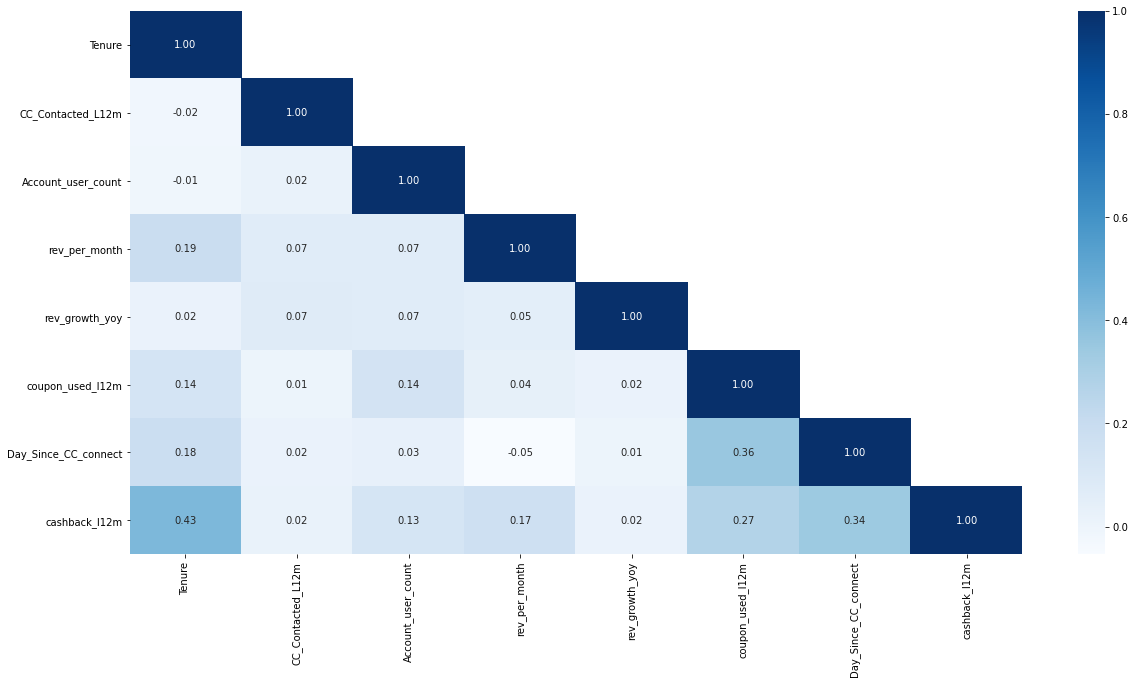 Tenure 1.00
CC_Contacted_L12m -0.02 1.00
Account_user_count -0.01 0.02 1.00
rev_per_month 0.19 0.07 0.07 1.00
rev_growth_yoy 0.02 0.07 0.07 0.05 1.00
coupon_used_l12m 0.14 0.01 0.14 0.04 0.02 1.00
Day_Since_CC_connect 0.18 0.02 0.03 -0.05 0.01 0.36 1.00
cashback_l12m 0.43 0.02 0.13 0.17 0.02 0.27 0.34 1.00
Tenure
CC_Contacted_L12m
Account_user_count
rev_per_month
rev_growth_yoy
coupon_used_l12m
Day_Since_CC_connect
cashback_l12m
1.0
0.8
0.6
0.4
0.2
0.0